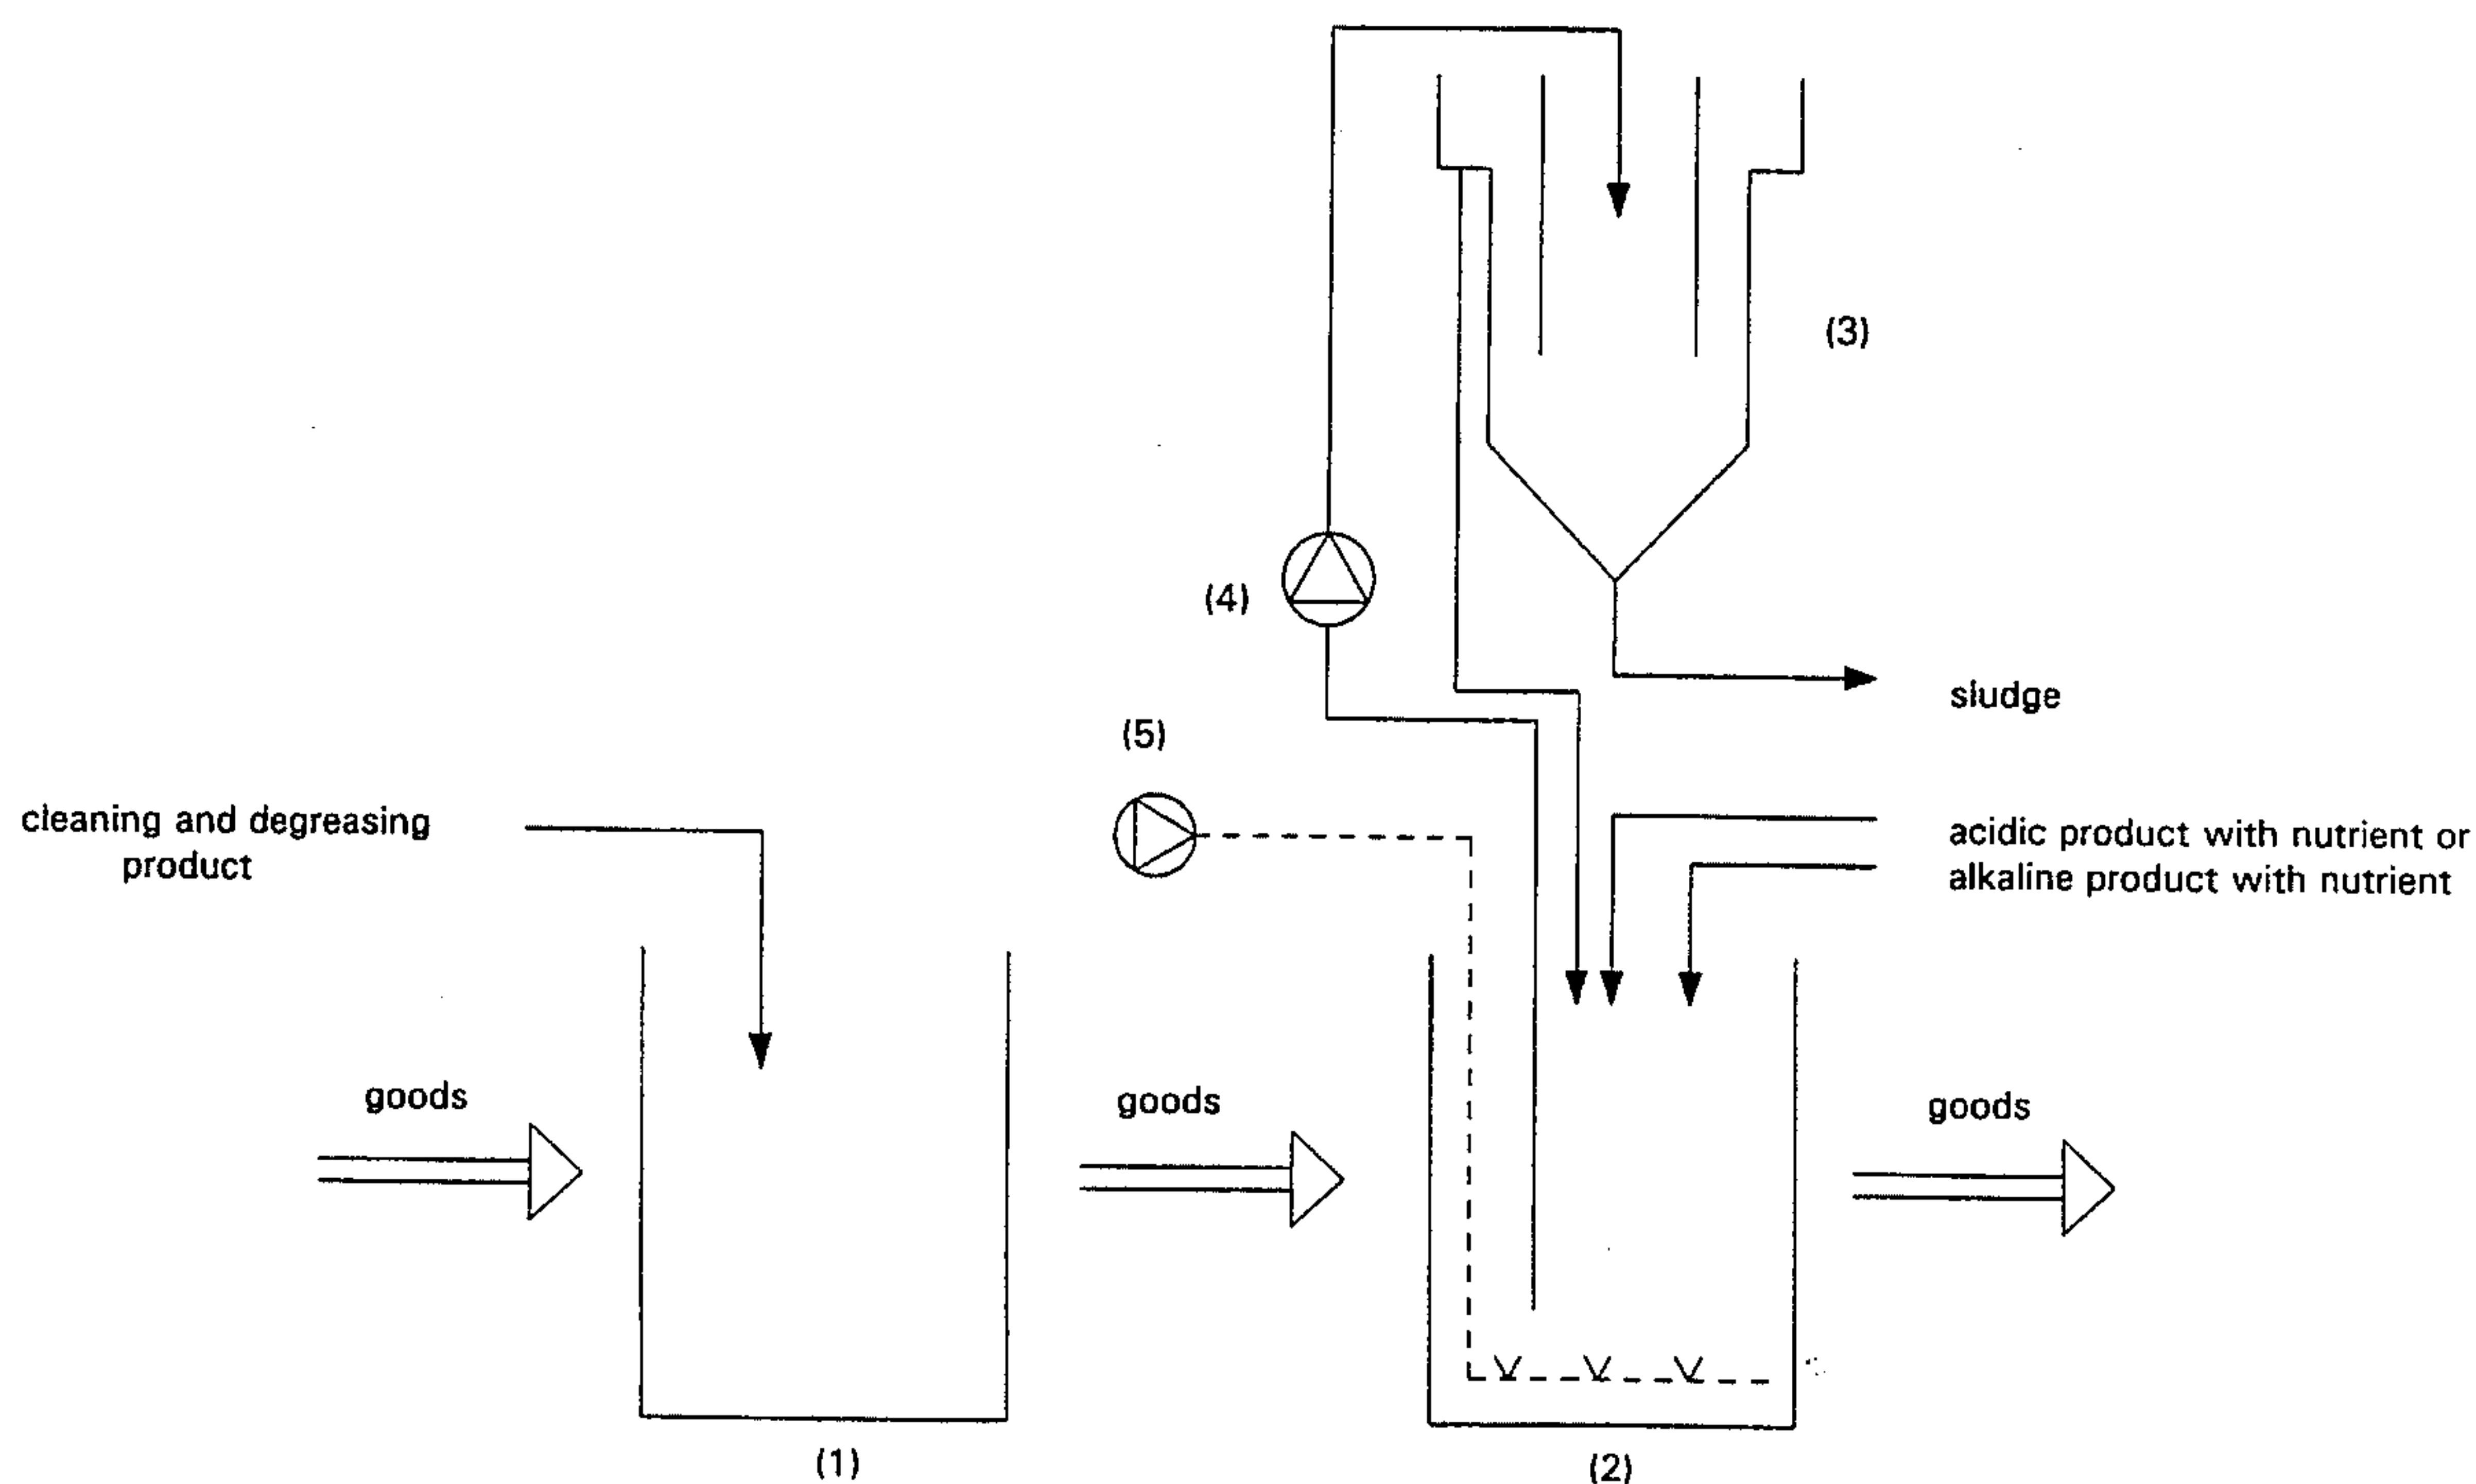 (3)
(4)
sludge
(5)
cleaning and degreasing
product
acidic product with nutrient or
alkaline product with nutrient
goods
goods
goods
(1)
(2)